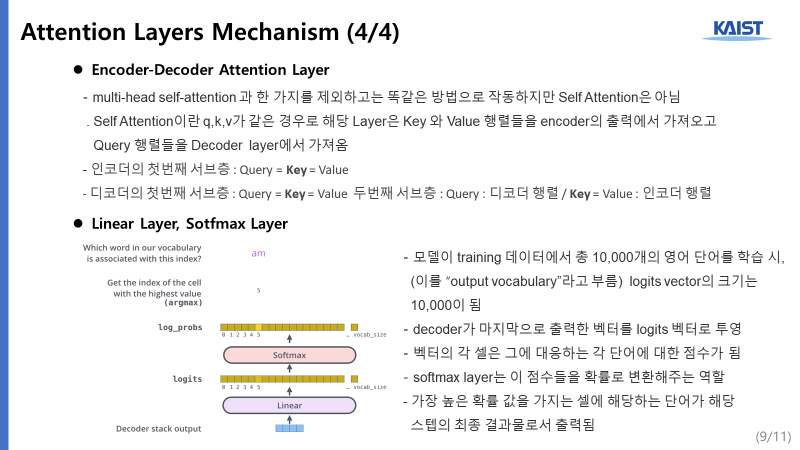 Attention Layers Mechanism (4/4)
KAIST
● Encoder-Decoder Attention Layer
- multi-head self-attention 과 한 가지를 제외하고는 똑같은 방법으로 작동하지만 Self Attention은 아님
. Self Attention이란 q,k,v가 같은 경우로 해당 Layer은 Key 와 Value 행렬들을 encoder의 출력에서 가져오고
Query 행렬들을 Decoder layer에서 가져옴
- 인코더의 첫번째 서브층 : Query = Key = Value
- 디코더의 첫번째 서브층 : Query = Key = Value 두번째 서브층 : Query : 디코더 행렬 / Key = Value : 인코더 행렬
● Linear Layer, Sotfmax Layer
Which word in our vocabulary
is associated with this index?
am
Get the index of the cell
with the highest value
(argmax)
5
log_probs
0 1 2 3 4 5 … vocab_size
Softmax
logits
0 1 2 3 4 5 … vocab_size
Linear
Decoder stack output
- 모델이 training 데이터에서 총 10,000개의 영어 단어를 학습 시,
(이를 “output vocabulary”라고 부름) logits vector의 크기는
10,000이 됨
- decoder가 마지막으로 출력한 벡터를 logits 벡터로 투영
- 벡터의 각 셀은 그에 대응하는 각 단어에 대한 점수가 됨
- softmax layer는 이 점수들을 확률로 변환해주는 역할
- 가장 높은 확률 값을 가지는 셀에 해당하는 단어가 해당
스텝의 최종 결과물로서 출력됨
(9/11)